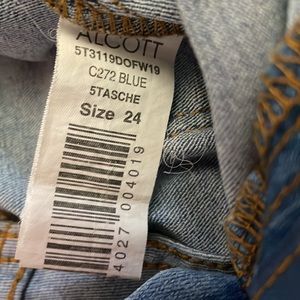 ALCOTT
5T3119DOFW19
C272 BLUE
5TASCHE
Size 24
4027 004019